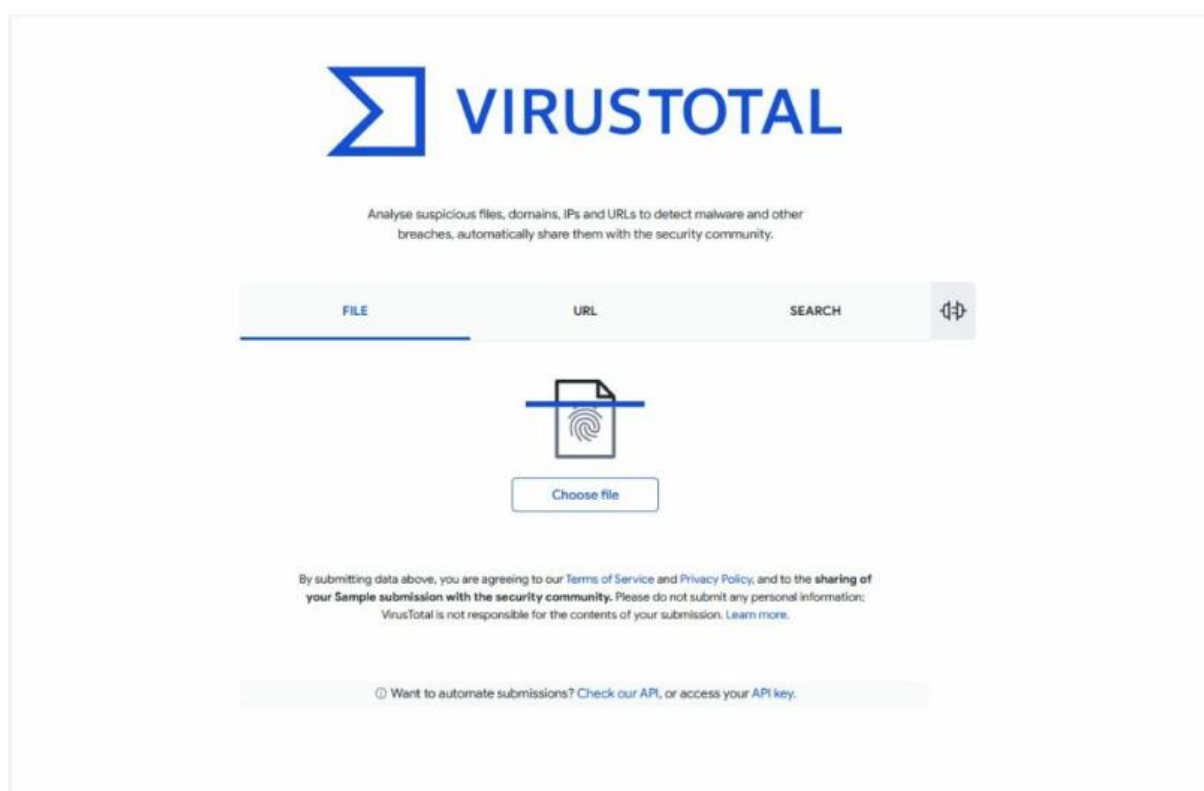 VIRUSTOTAL
Analyse suspicious files, domains, IPs and URLs to detect malware and other
breaches, automatically share them with the security community.
FILE
URL
SEARCH
Choose file
By submitting data above, you are agreeing to our Terms of Service and Privacy Policy, and to the sharing of
your Sample submission with the security community. Please do not submit any personal information;
VirusTotal is not responsible for the contents of your submission. Learn more.
Want to automate submissions? Check our API, or access your API key.